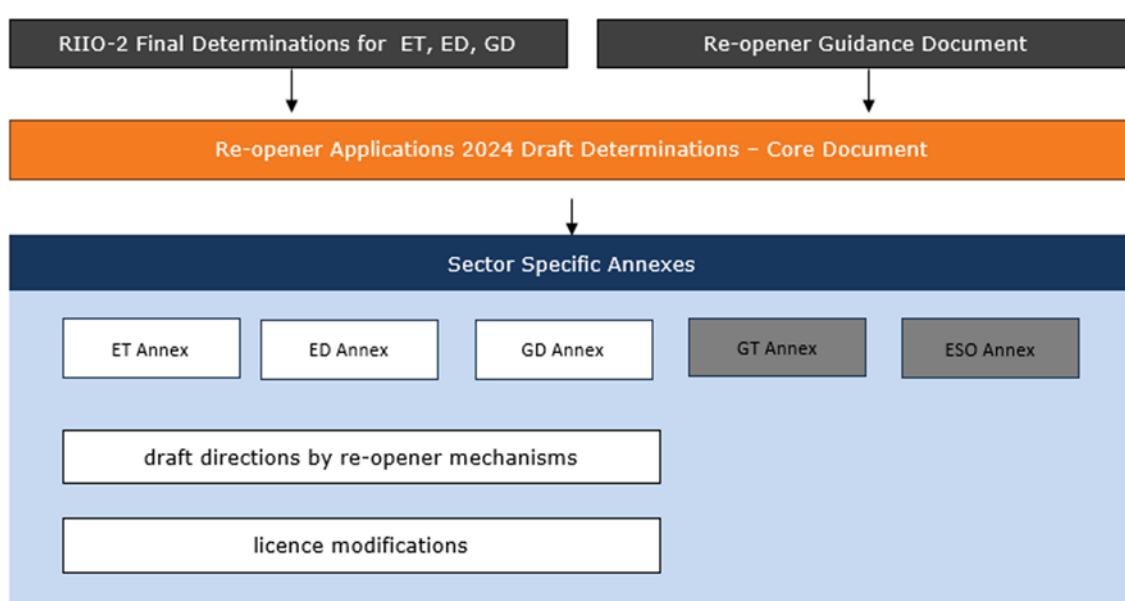 RIIO-2 Final Determinations for  ET, ED, GD
Re-opener Guidance Document
Re-opener Applications 2024 Draft Determinations – Core Document
Sector Specific Annexes
ET Annex
ED Annex
GD Annex
GT Annex
ESO Annex
draft directions by re-opener mechanisms
licence modifications